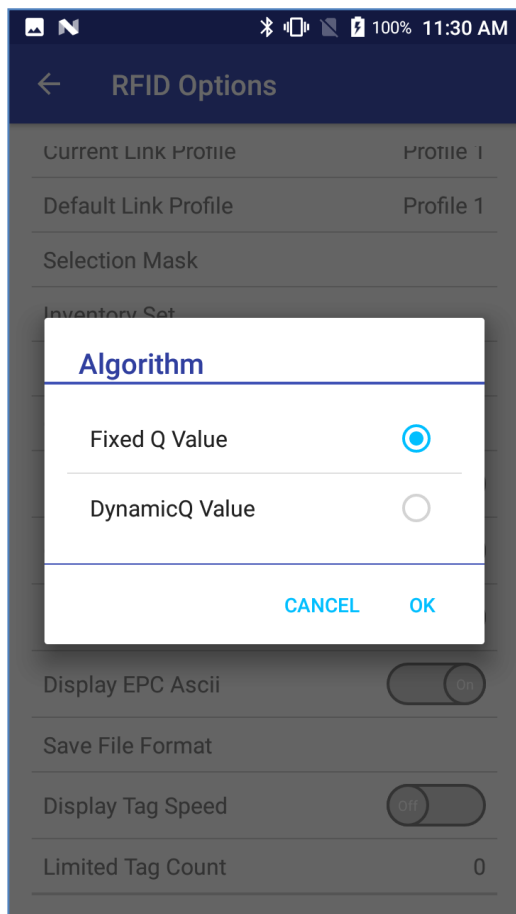 100% 11:30 AM
RFID Options
Current Link Profile Profile 1
Default Link Profile Profile 1
Selection Mask
Inventory Set
Algorithm
Fixed Q Value
DynamicQ Value
CANCEL OK
Display EPC Ascii On
Save File Format
Display Tag Speed Off
Limited Tag Count 0